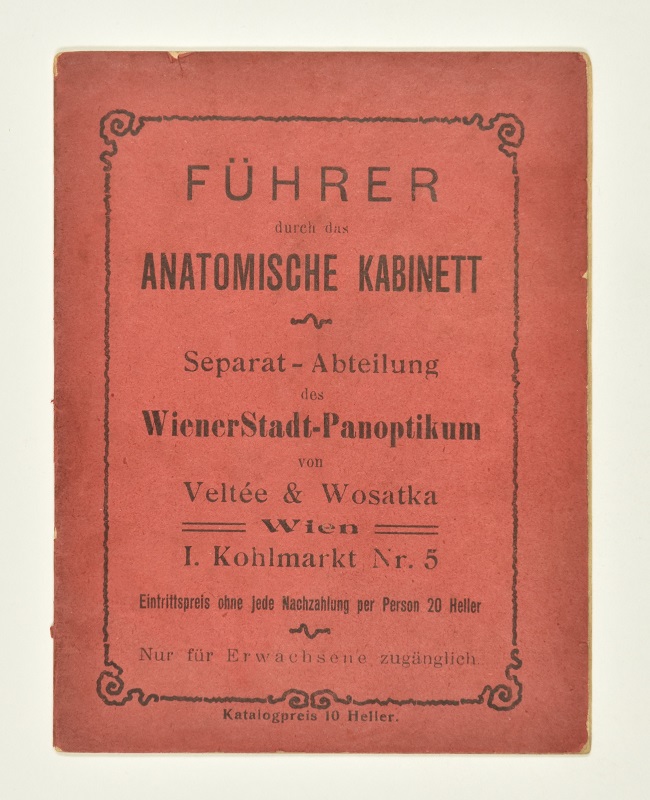 FÜHRER
durch das
ANATOMISCHE KABINETT
Separat-Abteilung
des
WienerStadt-Panoptikum
von
Veltée & Wosatka
Wien
I. Kohlmarkt Nr. 5
Eintrittspreis ohne jede Nachzahlung per Person 20 Heller
Nur für Erwachsene zugänglich.
Katalogpreis 10 Heller.